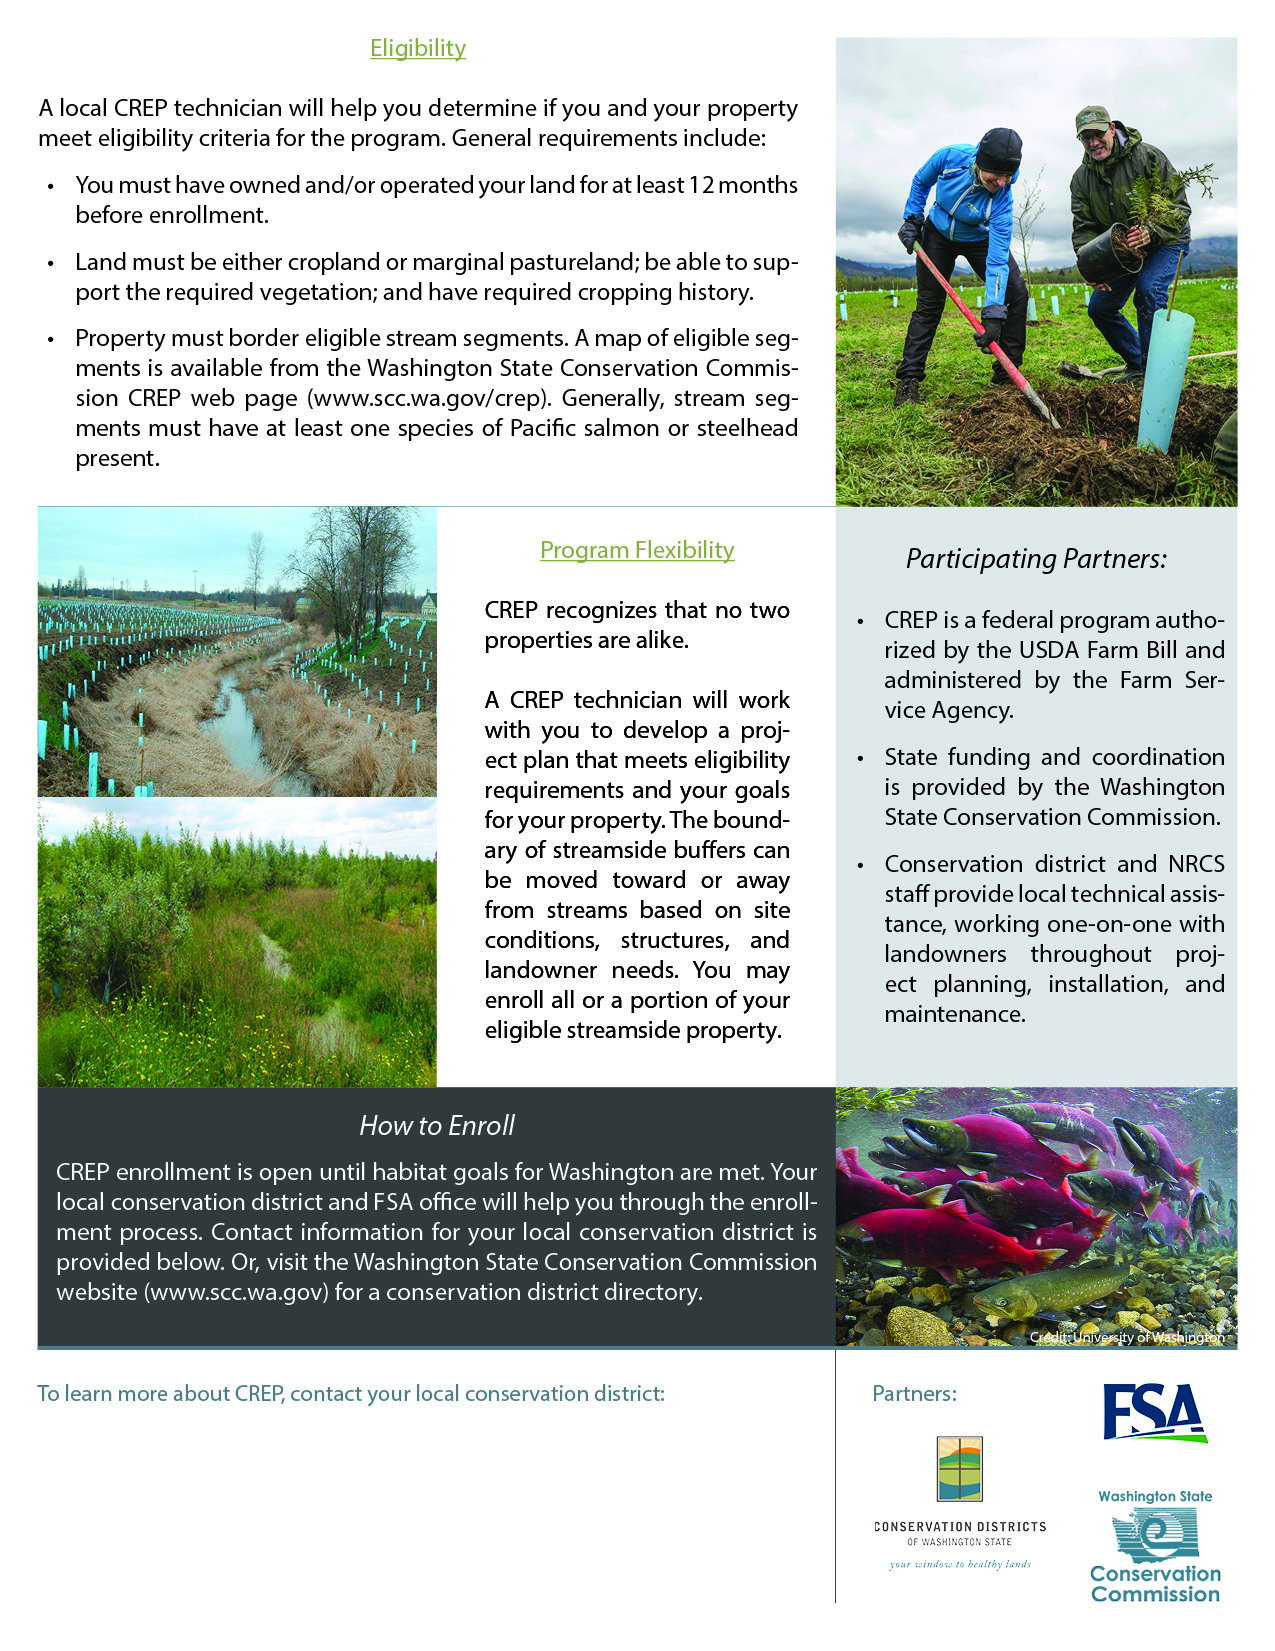 Eligibility
A local CREP technician will help you determine if you and your property
meet eligibility criteria for the program. General requirements include:
• You must have owned and/or operated your land for at least 12 months
before enrollment.
• Land must be either cropland or marginal pastureland; be able to sup-
port the required vegetation; and have required cropping history.
• Property must border eligible stream segments. A map of eligible seg-
ments is available from the Washington State Conservation Commis-
sion CREP web page (www.scc.wa.gov/crep). Generally, stream seg-
ments must have at least one species of Pacific salmon or steelhead
present.
Program Flexibility
CREP recognizes that no two
properties are alike.
A CREP technician will work
with you to develop a proj-
ect plan that meets eligibility
requirements and your goals
for your property. The bound-
ary of streamside buffers can
be moved toward or away
from streams based on site
conditions, structures, and
landowner needs. You may
enroll all or a portion of your
eligible streamside property.
Participating Partners:
• CREP is a federal program autho-
rized by the USDA Farm Bill and
administered by the Farm Ser-
vice Agency.
• State funding and coordination
is provided by the Washington
State Conservation Commission.
• Conservation district and NRCS
staff provide local technical assis-
tance, working one-on-one with
landowners throughout proj-
ect planning, installation, and
maintenance.
How to Enroll
CREP enrollment is open until habitat goals for Washington are met. Your
local conservation district and FSA office will help you through the enroll-
ment process. Contact information for your local conservation district is
provided below. Or, visit the Washington State Conservation Commission
website (www.scc.wa.gov) for a conservation district directory.
Credit: University of Washington
To learn more about CREP, contact your local conservation district:
Partners:
FSA
CONSERVATION DISTRICTS
OF WASHINGTON STATE
your window to healthy lands
Washington State
Conservation
Commission